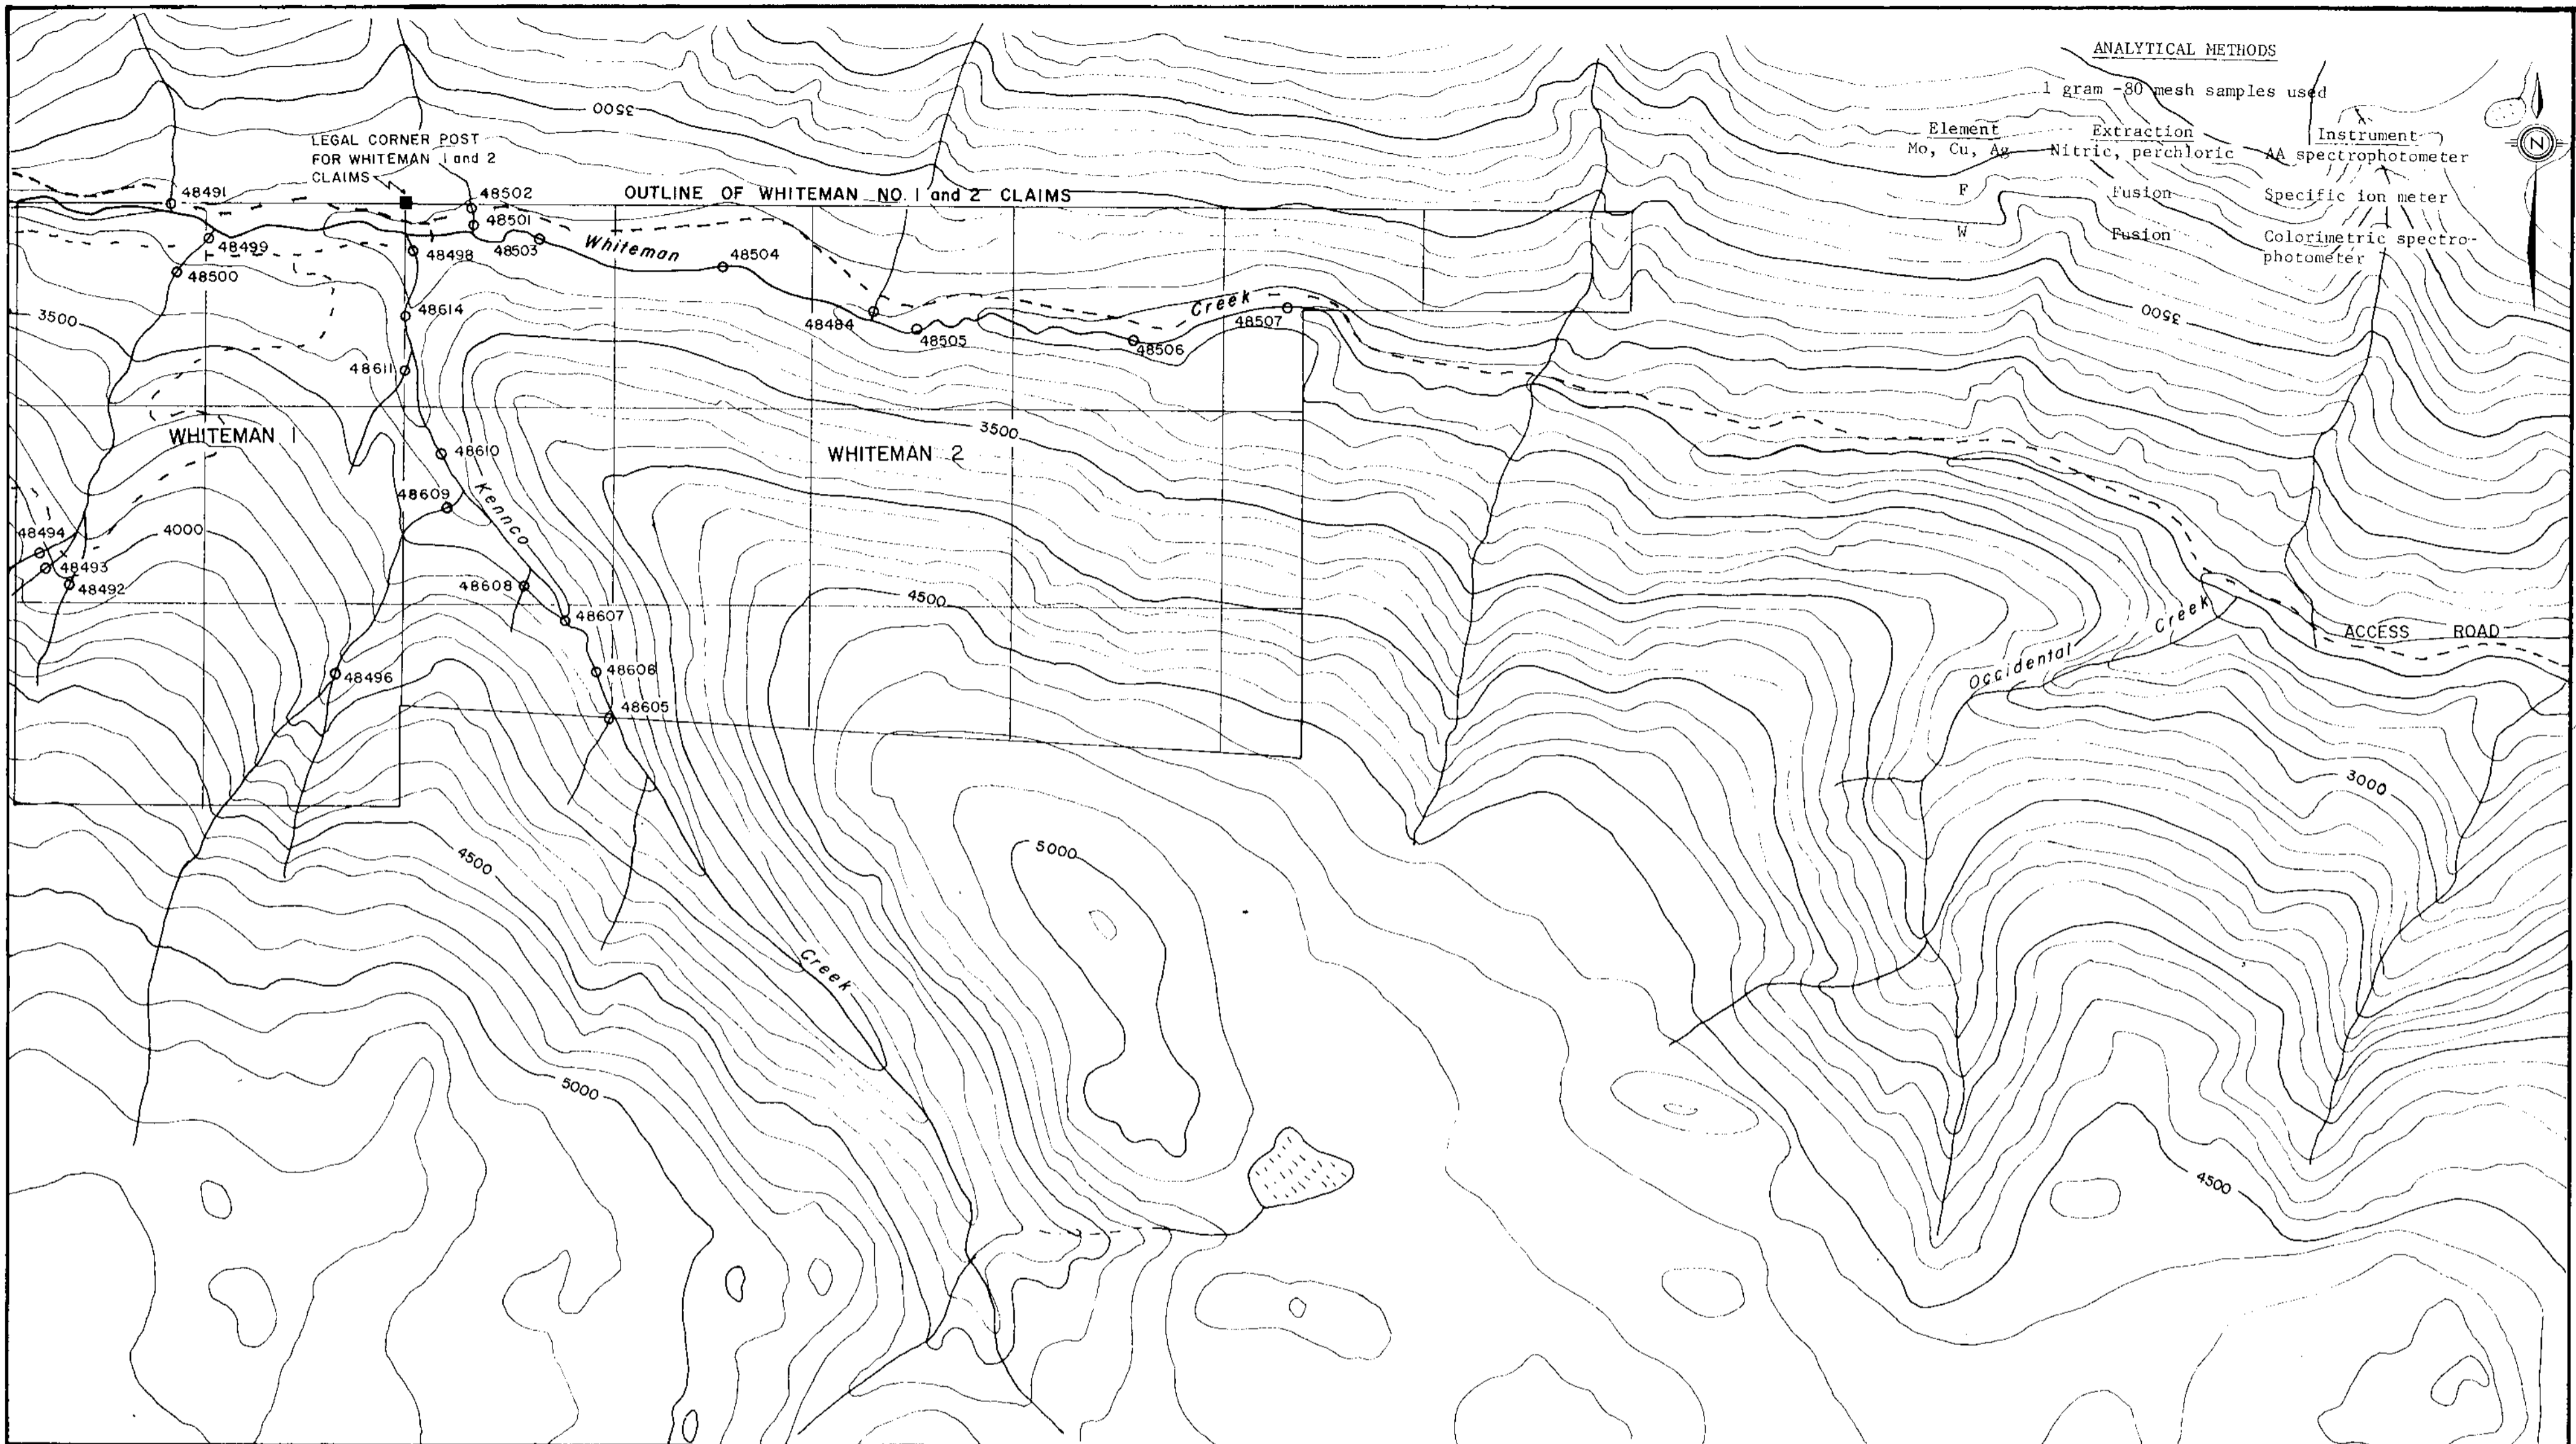 ANALYTICAL METHODS
1 gram -80 mesh samples used
Element Extraction Instrument
Mo, Cu, Ag Nitric, perchloric AA spectrophotometer
F Fusion Specific ion meter
W Fusion Colorimetric spectro-
photometer
N
3500
LEGAL CORNER POST
FOR WHITEMAN 1 and 2
CLAIMS
48491
48502
OUTLINE OF WHITEMAN NO. 1 and 2 CLAIMS
48501
48499
48498
48503
Whiteman
48504
48500
Creek
48614
48484
48507
3500
3500
48505
48506
48611
WHITEMAN 1
3500
WHITEMAN 2
48610
48609
Kennco
4000
48494
48493
48492
48608
48607
4500
Creek
ACCESS ROAD
Occidental
48606
48496
48605
3000
4500
5000
Creek
5000
4500